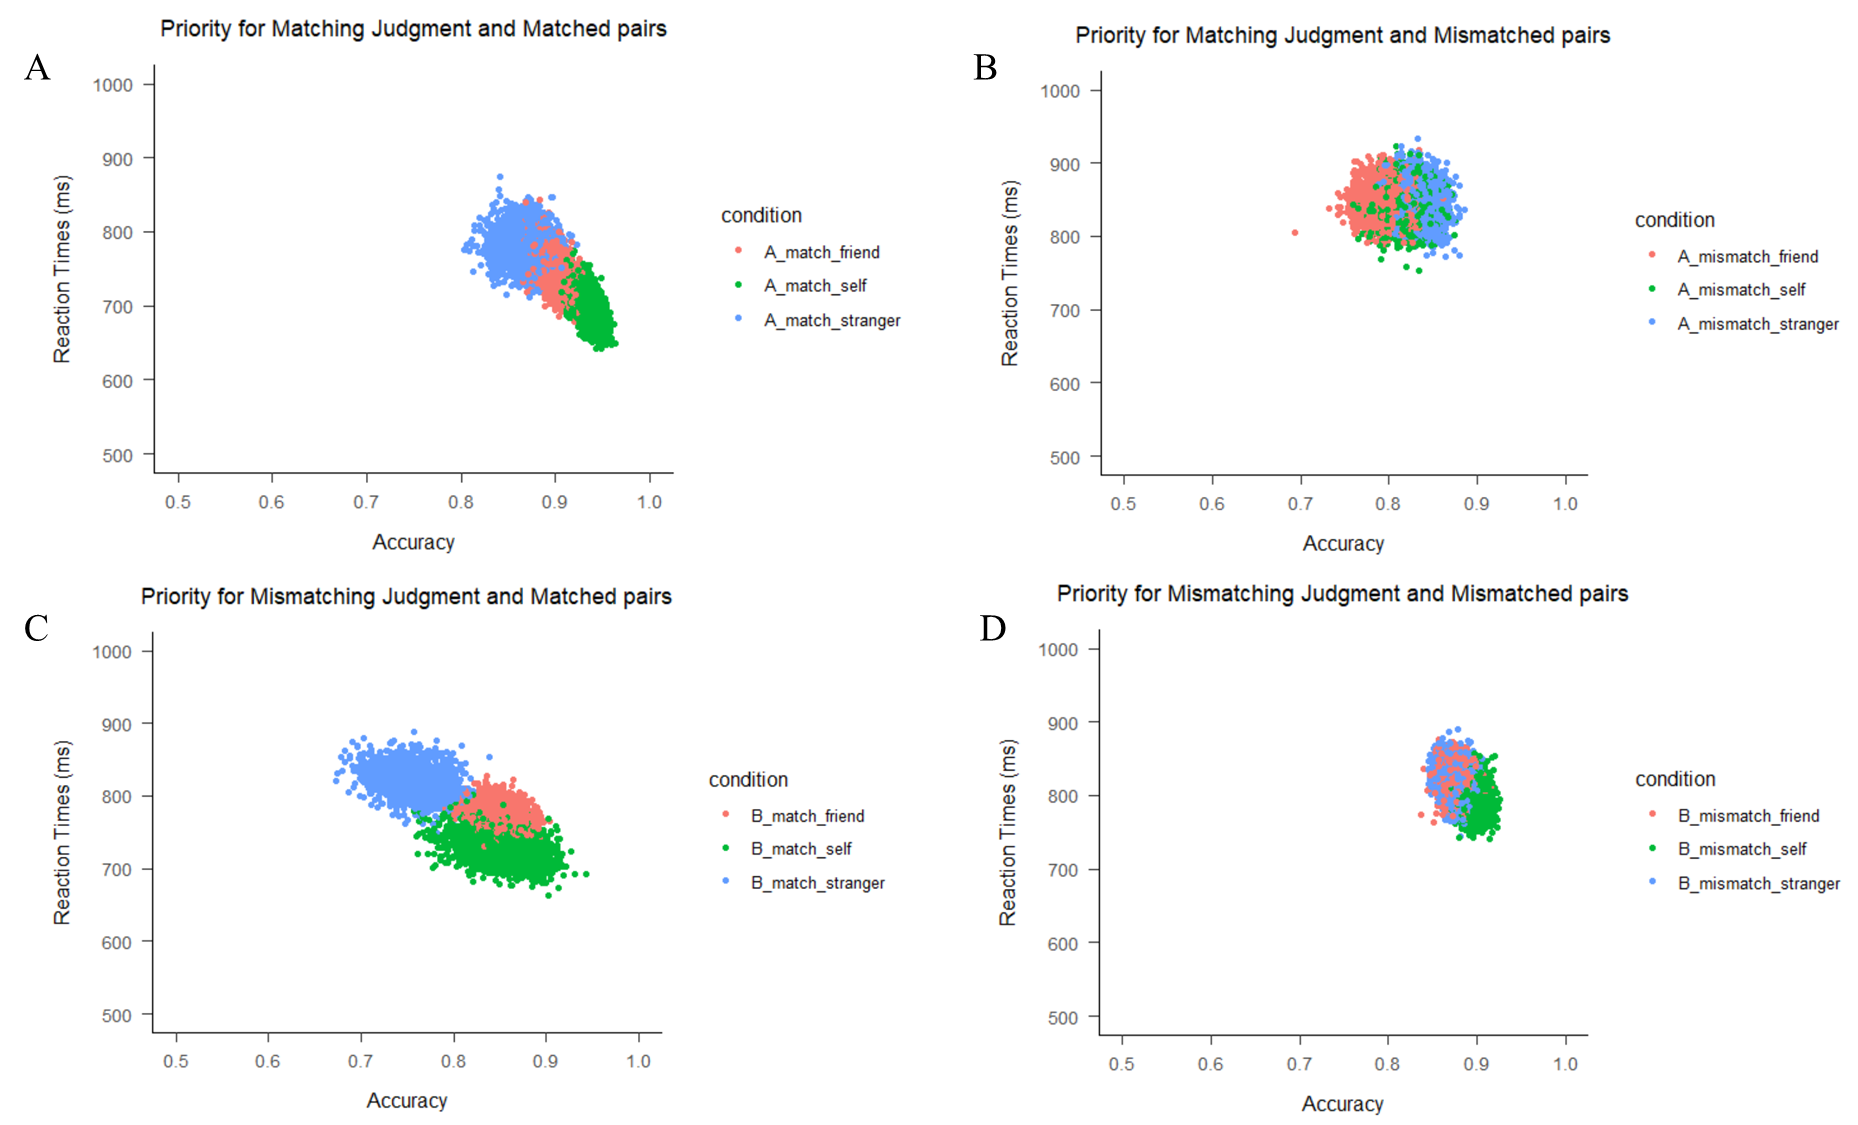 Priority for Matching Judgment and Matched pairs
A
1000
900
800
700
600
500
Reaction Times (ms)
0.5 0.6 0.7 0.8 0.9 1.0
Accuracy
condition
A_match_friend
A_match_self
A_match_stranger
Priority for Matching Judgment and Mismatched pairs
B
1000
900
800
700
600
500
Reaction Times (ms)
0.5 0.6 0.7 0.8 0.9 1.0
Accuracy
condition
A_mismatch_friend
A_mismatch_self
A_mismatch_stranger
Priority for Mismatching Judgment and Matched pairs
C
1000
900
800
700
600
500
Reaction Times (ms)
0.5 0.6 0.7 0.8 0.9 1.0
Accuracy
condition
B_match_friend
B_match_self
B_match_stranger
Priority for Mismatching Judgment and Mismatched pairs
D
1000
900
800
700
600
500
Reaction Times (ms)
0.5 0.6 0.7 0.8 0.9 1.0
Accuracy
condition
B_mismatch_friend
B_mismatch_self
B_mismatch_stranger